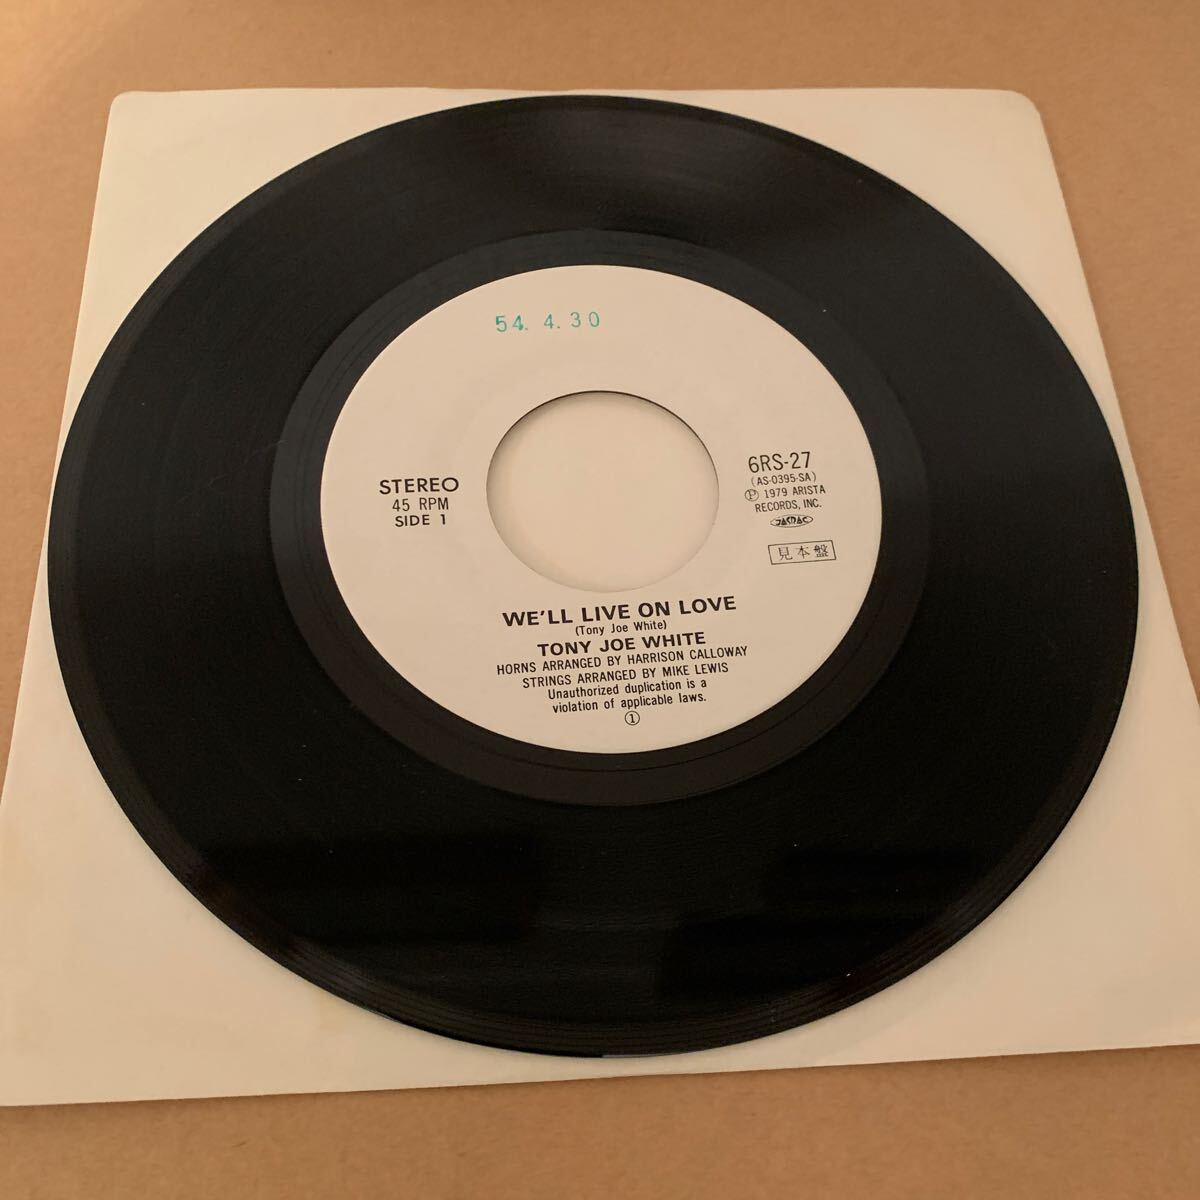 54. 4. 30
STEREO
45 RPM
SIDE 1
6RS-27
(AS-0395-SA)
Ⓟ 1979 ARISTA
RECORDS, INC.
JASRAC
見本盤
WE'LL LIVE ON LOVE
(Tony Joe White)
TONY JOE WHITE
HORNS ARRANGED BY HARRISON CALLOWAY
STRINGS ARRANGED BY MIKE LEWIS
Unauthorized duplication is a
violation of applicable laws.
①